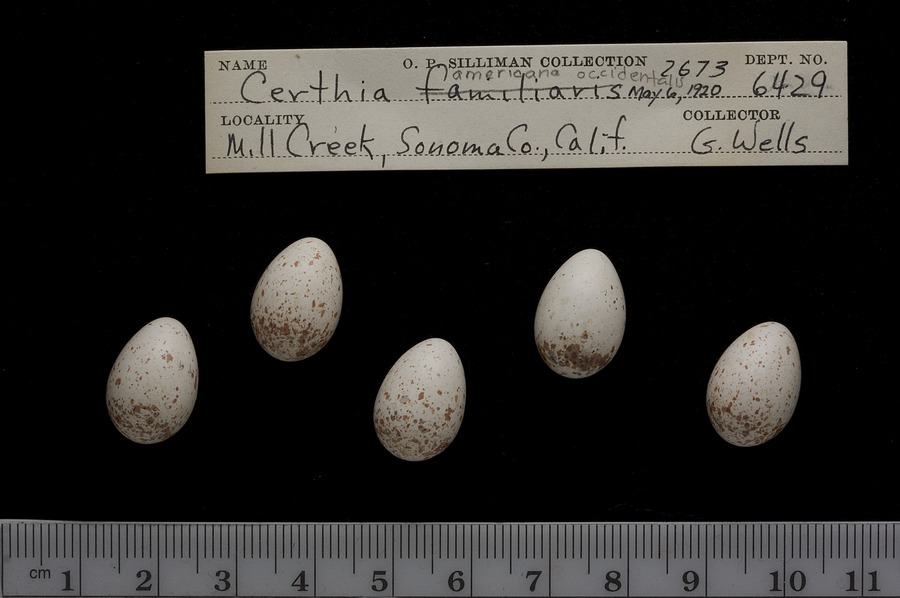 NAME O. P. SILLIMAN COLLECTION 2673 DEPT. NO.
americana occidentalis
Certhia familiaris May 6, 1920 6429
LOCALITY COLLECTOR
Mill Creek, Sonoma Co., Calif. G. Wells
cm 1 2 3 4 5 6 7 8 9 10 11